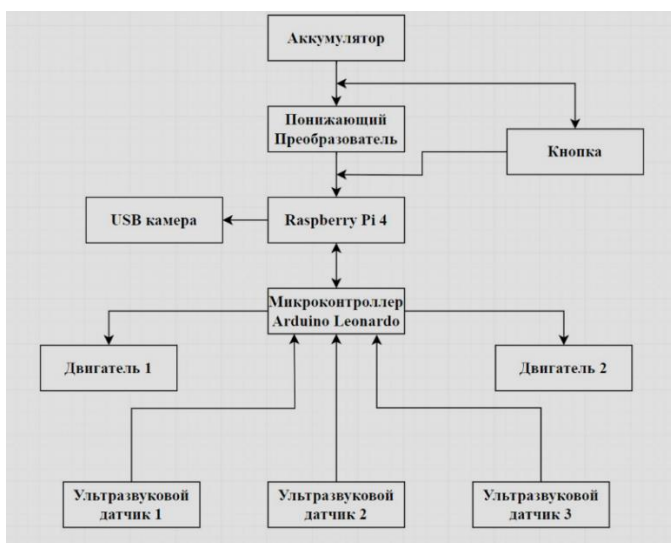 Аккумулятор
Понижающий
Преобразователь
Кнопка
USB камера
Raspberry Pi 4
Микроконтроллер
Arduino Leonardo
Двигатель 1
Двигатель 2
Ультразвуковой
датчик 1
Ультразвуковой
датчик 2
Ультразвуковой
датчик 3